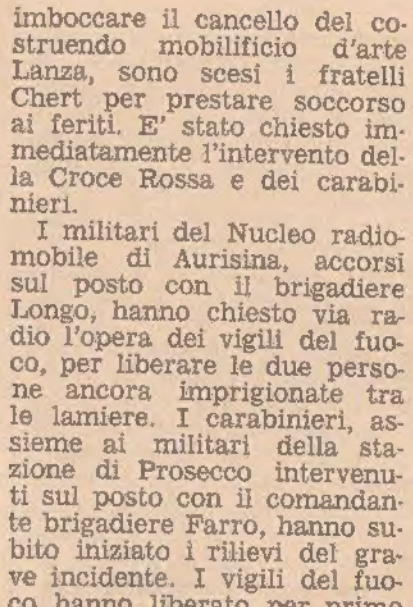 imboccare il cancello del co-
struendo mobilificio d'arte
Lanza, sono scesi i fratelli
Chert per prestare soccorso
ai feriti. E' stato chiesto im-
mediatamente l'intervento del-
la Croce Rossa e dei carabi-
nieri.
I militari del Nucleo radio-
mobile di Aurisina, accorsi
sul posto con il brigadiere
Longo, hanno chiesto via ra-
dio l'opera dei vigili del fuo-
co, per liberare le due perso-
ne ancora imprigionate tra
le lamiere. I carabinieri, as-
sieme ai militari della sta-
zione di Prosecco intervenu-
ti sul posto con il comandan-
te brigadiere Farro, hanno su-
bito iniziato i rilievi del gra-
ve incidente. I vigili del fuo-
co hanno liberato per primo